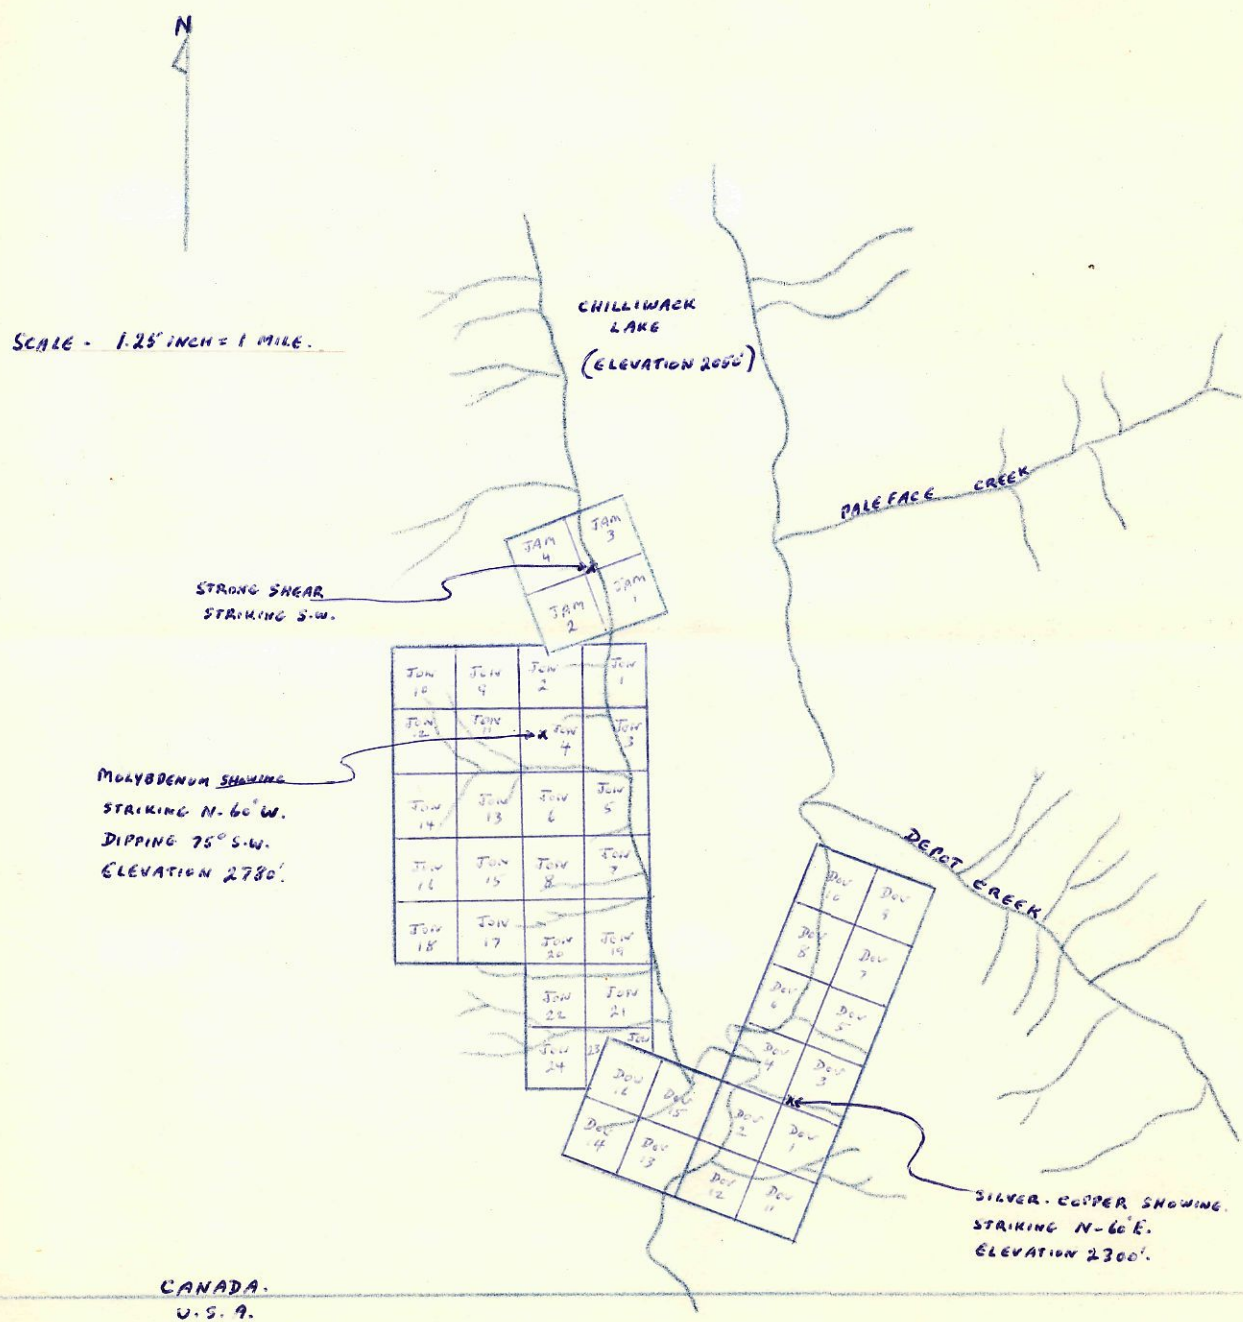 N
SCALE - 1.25 INCH = 1 MILE.
CHILLIWACK
LAKE
(ELEVATION 2050')
PALEFACE CREEK
JAM
3
JAM
4
JAM
1
JAM
2
STRONG SHEAR
STRIKING S.W.
JON
10
JON
9
JON
2
JON
1
JON
12
JON
11
JON
4
JON
3
MOLYBDENUM SHOWING
STRIKING N-60°W.
DIPPING 75° S.W.
ELEVATION 2780'.
JON
14
JON
13
JON
6
JON
5
JON
16
JON
15
JON
8
JON
7
JON
18
JON
17
JON
20
JON
19
JON
22
JON
21
JON
24
JON
23
DEPOT CREEK
DOV
10
DOV
9
DOV
8
DOV
7
DOV
6
DOV
5
DOV
4
DOV
3
DOV
16
DOV
15
DOV
2
DOV
1
DOV
14
DOV
13
DOV
12
DOV
11
SILVER-COPPER SHOWING.
STRIKING N-60°E.
ELEVATION 2300'.
CANADA.
U.S.A.